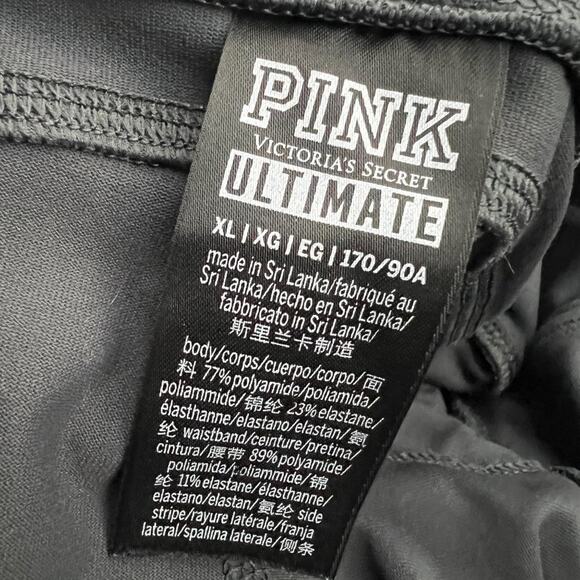 PINK
VICTORIA'S SECRET
ULTIMATE
XL | XG | EG | 170/90A
made in Sri Lanka/fabriqué au
Sri Lanka/hecho en Sri Lanka/
fabbricato in Sri Lanka/
斯里兰卡制造
body/corps/cuerpo/corpo/面
料 77% polyamide/poliamida/
poliammide/锦纶 23% elastane/
élasthanne/elastano/elastan/氨
纶 waistband/ceinture/pretina/
cintura/腰带 89% polyamide/
poliamida/poliammide/锦
纶 11% elastane/élasthanne/
elastano/elastan/氨纶 side
stripe/rayure latérale/franja
lateral/spallina laterale/侧条